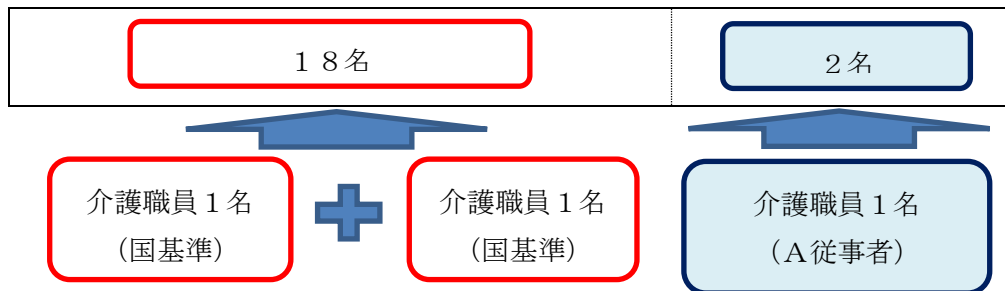 １８名
２名
介護職員１名
（国基準）
介護職員１名
（国基準）
介護職員１名
（Ａ従事者）